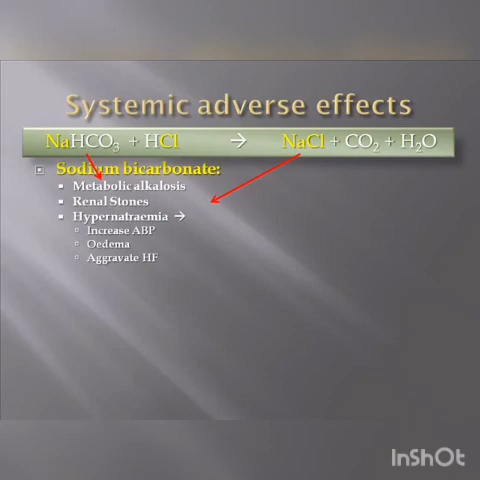 Systemic adverse effects
NaHCO₃ + HCl → NaCl + CO₂ + H₂O
Sodium bicarbonate:
Metabolic alkalosis
Renal Stones
Hypernatraemia →
Increase ABP
Oedema
Aggravate HF
InShOt